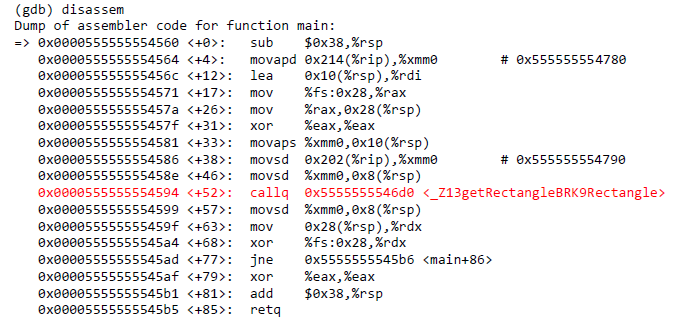 (gdb) disassem
Dump of assembler code for function main:
=> 0x0000555555554560 <+0>: sub $0x38,%rsp
0x0000555555554564 <+4>: movapd 0x214(%rip),%xmm0 # 0x555555554780
0x000055555555456c <+12>: lea 0x10(%rsp),%rdi
0x0000555555554571 <+17>: mov %fs:0x28,%rax
0x000055555555457a <+26>: mov %rax,0x28(%rsp)
0x000055555555457f <+31>: xor %eax,%eax
0x0000555555554581 <+33>: movaps %xmm0,0x10(%rsp)
0x0000555555554586 <+38>: movsd 0x202(%rip),%xmm0 # 0x555555554790
0x000055555555458e <+46>: movsd %xmm0,0x8(%rsp)
0x0000555555554594 <+52>: callq 0x5555555546d0 <_Z13getRectangleBRK9Rectangle>
0x0000555555554599 <+57>: movsd %xmm0,0x8(%rsp)
0x000055555555459f <+63>: mov 0x28(%rsp),%rdx
0x00005555555545a4 <+68>: xor %fs:0x28,%rdx
0x00005555555545ad <+77>: jne 0x5555555545b6 <main+86>
0x00005555555545af <+79>: xor %eax,%eax
0x00005555555545b1 <+81>: add $0x38,%rsp
0x00005555555545b5 <+85>: retq